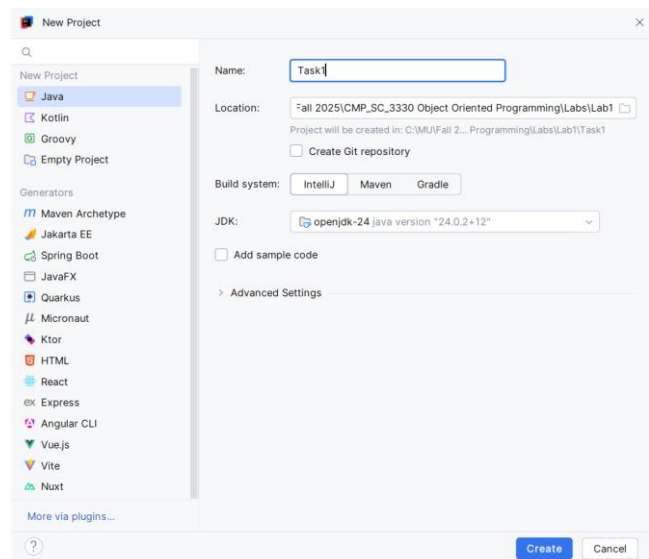 New Project
New Project
Java
Kotlin
Groovy
Empty Project
Generators
Maven Archetype
Jakarta EE
Spring Boot
JavaFX
Quarkus
Micronaut
Ktor
HTML
React
ex Express
Angular CLI
Vue.js
Vite
Nuxt
More via plugins...
?
Name: Task1
Location: Fall 2025\CMP_SC_3330 Object Oriented Programming\Labs\Lab1
Project will be created in: C:\MU\Fall 2... Programming\Labs\Lab1\Task1
Create Git repository
Build system: IntelliJ Maven Gradle
JDK: openjdk-24 java version "24.0.2+12"
Add sample code
> Advanced Settings
Create Cancel